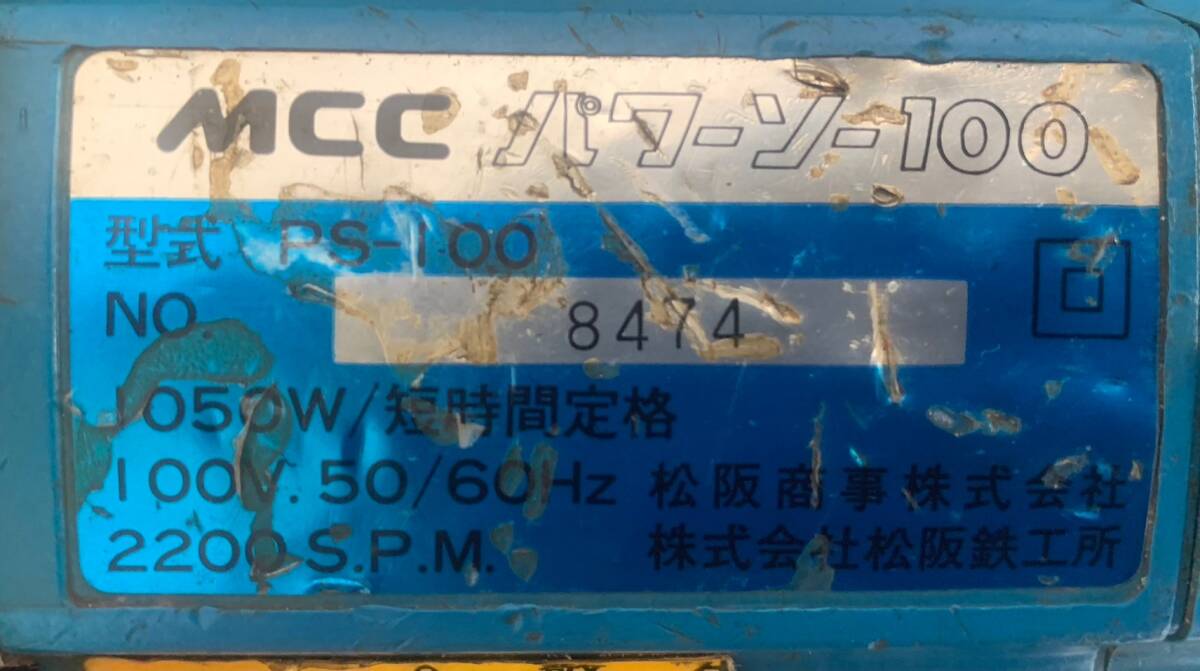 MCC パワーソー100
型式 PS-100
NO. 8474
1050W/短時間定格
100V. 50/60Hz 松阪商事株式会社
2200 S.P.M. 株式会社松阪鉄工所